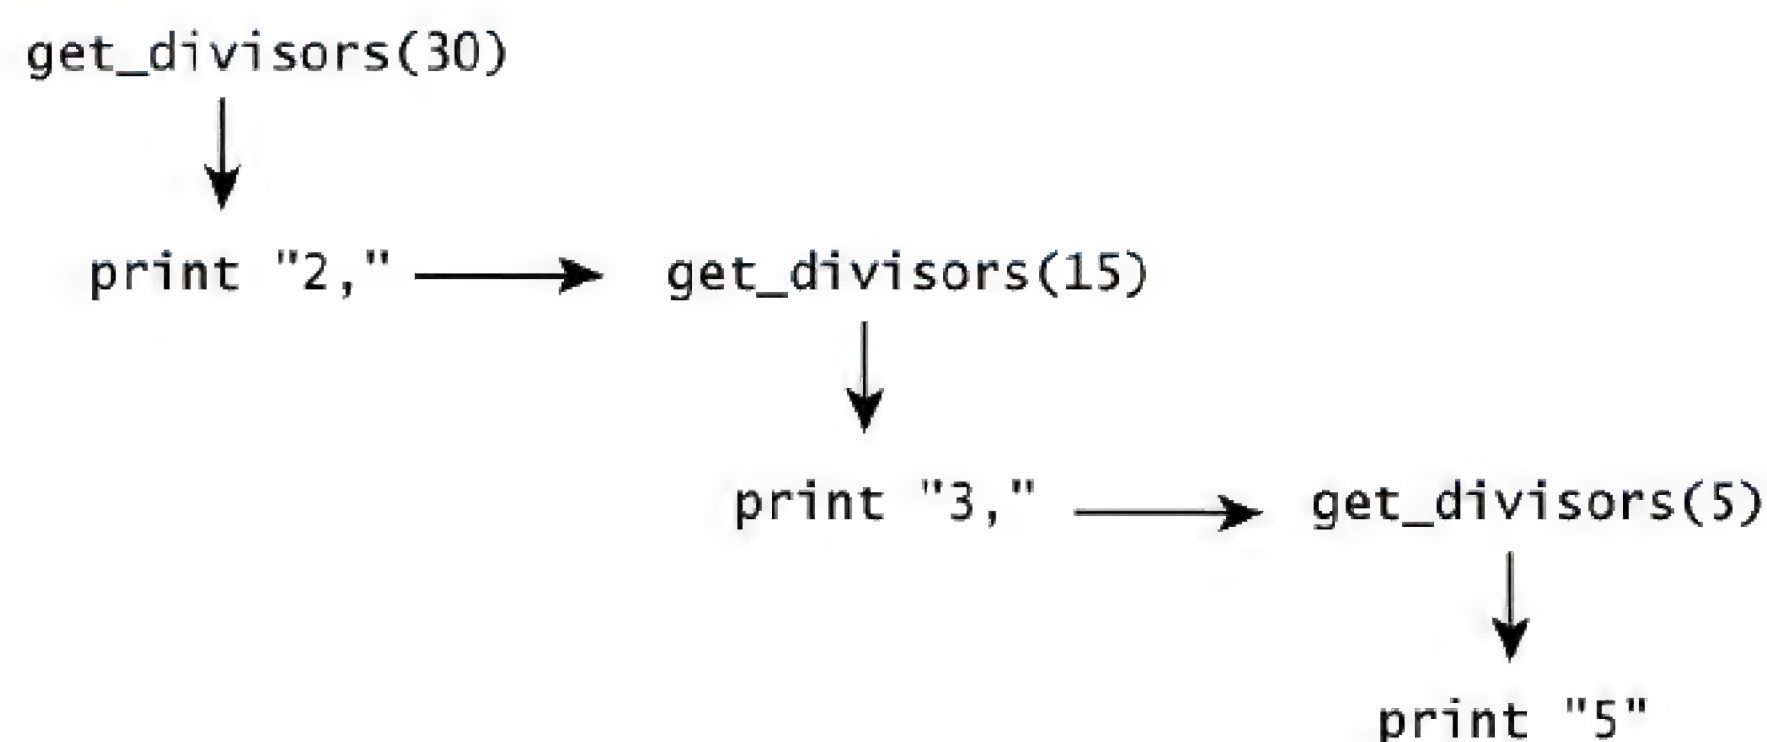 get_divisors(30)
print "2," get_divisors(15)
print "3," get_divisors(5)
print "5"